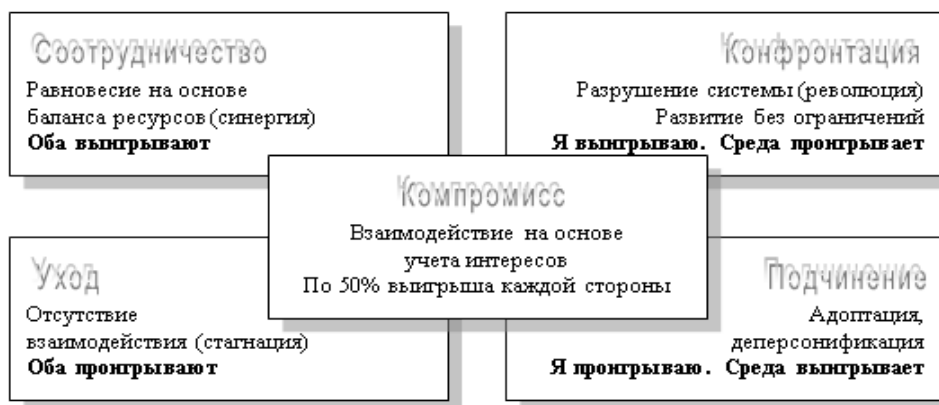 Соотрудничество
Равновесие на основе
баланса ресурсов (синергия)
Оба выигрывают
Конфронтация
Разрушение системы (революция)
Развитие без ограничений
Я выигрываю. Среда проигрывает
Компромисс
Взаимодействие на основе
учета интересов
По 50% выигрыша каждой стороны
Уход
Отсутствие
взаимодействия (стагнация)
Оба проигрывают
Подчинение
Адоптация,
деперсонификация
Я проигрываю. Среда выигрывает